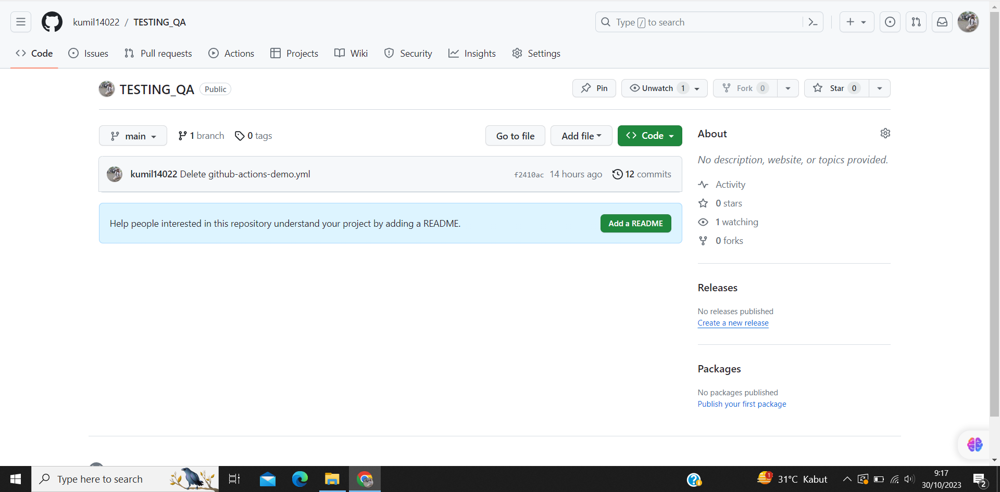 kumil14022 / TESTING_QA
Type / to search
Code Issues Pull requests Actions Projects Wiki Security Insights Settings
TESTING_QA Public
Pin Unwatch 1 Fork 0 Star 0
main 1 branch 0 tags Go to file Add file Code
kumil14022 Delete github-actions-demo.yml f2410ac 14 hours ago 12 commits
Help people interested in this repository understand your project by adding a README. Add a README
About
No description, website, or topics provided.
Activity
0 stars
1 watching
0 forks
Releases
No releases published
Create a new release
Packages
No packages published
Publish your first package
Type here to search
1 31°C Kabut
9:17
30/10/2023
2